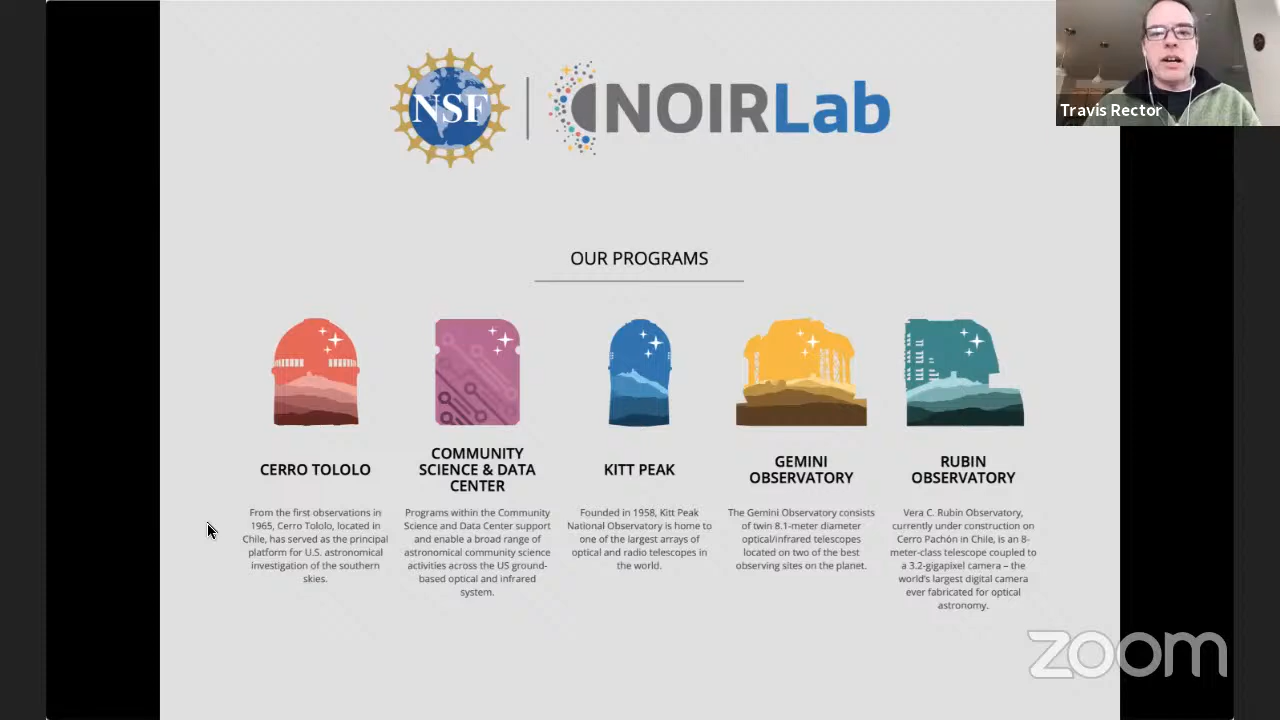 NSF
NOIRLab
Travis Rector
OUR PROGRAMS
CERRO TOLOLO
From the first observations in
1965, Cerro Tololo, located in
Chile, has served as the principal
platform for U.S. astronomical
investigation of the southern
skies.
COMMUNITY
SCIENCE & DATA
CENTER
Programs within the Community
Science and Data Center support
and enable a broad range of
astronomical community science
activities across the US ground-
based optical and infrared
system.
KITT PEAK
Founded in 1958, Kitt Peak
National Observatory is home to
one of the largest arrays of
optical and radio telescopes in
the world.
GEMINI
OBSERVATORY
The Gemini Observatory consists
of twin 8.1-meter diameter
optical/infrared telescopes
located on two of the best
observing sites on the planet.
RUBIN
OBSERVATORY
Vera C. Rubin Observatory,
currently under construction on
Cerro Pachón in Chile, is an 8-
meter-class telescope coupled to
a 3.2-gigapixel camera – the
world's largest digital camera
ever fabricated for optical
astronomy.
zoom